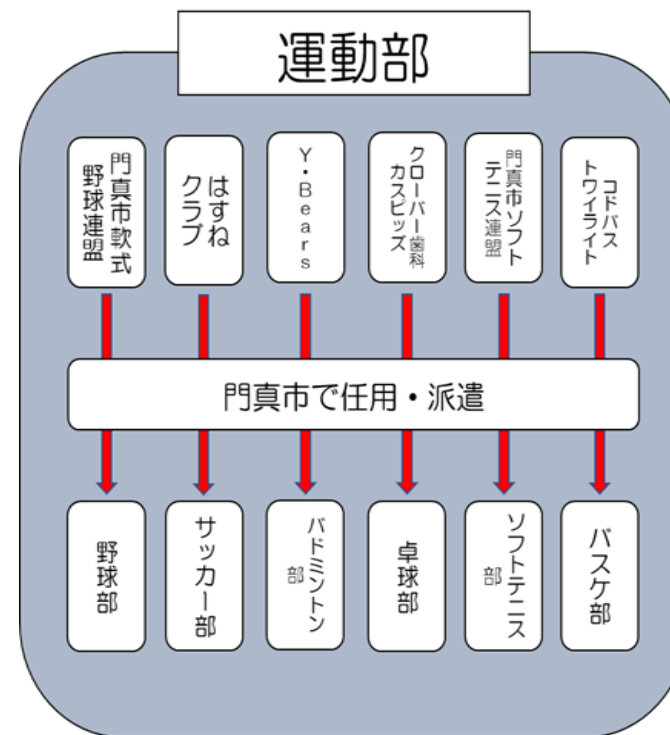 運動部
門真市軟式
野球連盟
はすね
クラブ
Y・Bears
クローバー歯科
カスピッズ
門真市ソフト
テニス連盟
コドバス
トワイライト
門真市で任用・派遣
野球部
サッカー部
バドミントン
部
卓球部
ソフトテニス
部
バスケ部